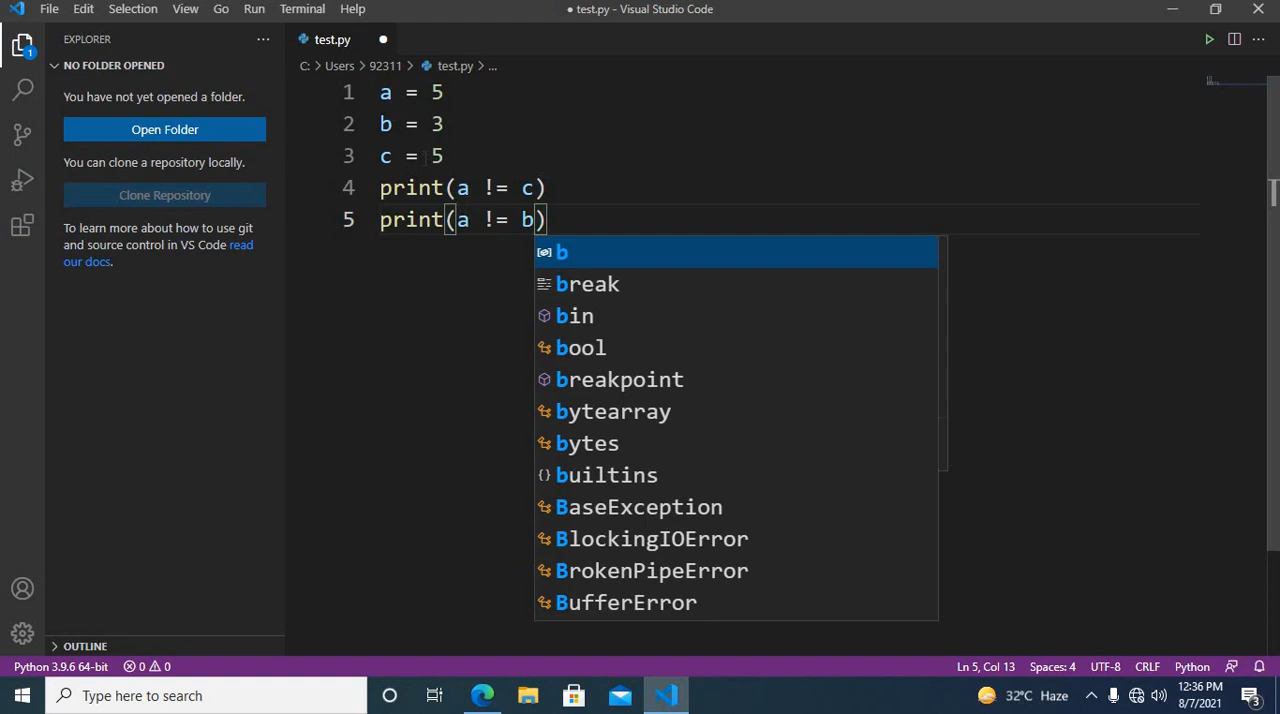 File Edit Selection View Go Run Terminal Help
● test.py - Visual Studio Code
EXPLORER
NO FOLDER OPENED
You have not yet opened a folder.
Open Folder
You can clone a repository locally.
Clone Repository
To learn more about how to use git
and source control in VS Code read
our docs.
OUTLINE
1
test.py ●
C: > Users > 92311 > test.py > ...
1 a = 5
2 b = 3
3 c = 5
4 print(a != c)
5 print(a != b)
b
break
bin
bool
breakpoint
bytearray
bytes
builtins
BaseException
BlockingIOError
BrokenPipeError
BufferError
Python 3.9.6 64-bit 0 0 Ln 5, Col 13 Spaces: 4 UTF-8 CRLF Python
Type here to search
32°C Haze
12:36 PM
8/7/2021
3